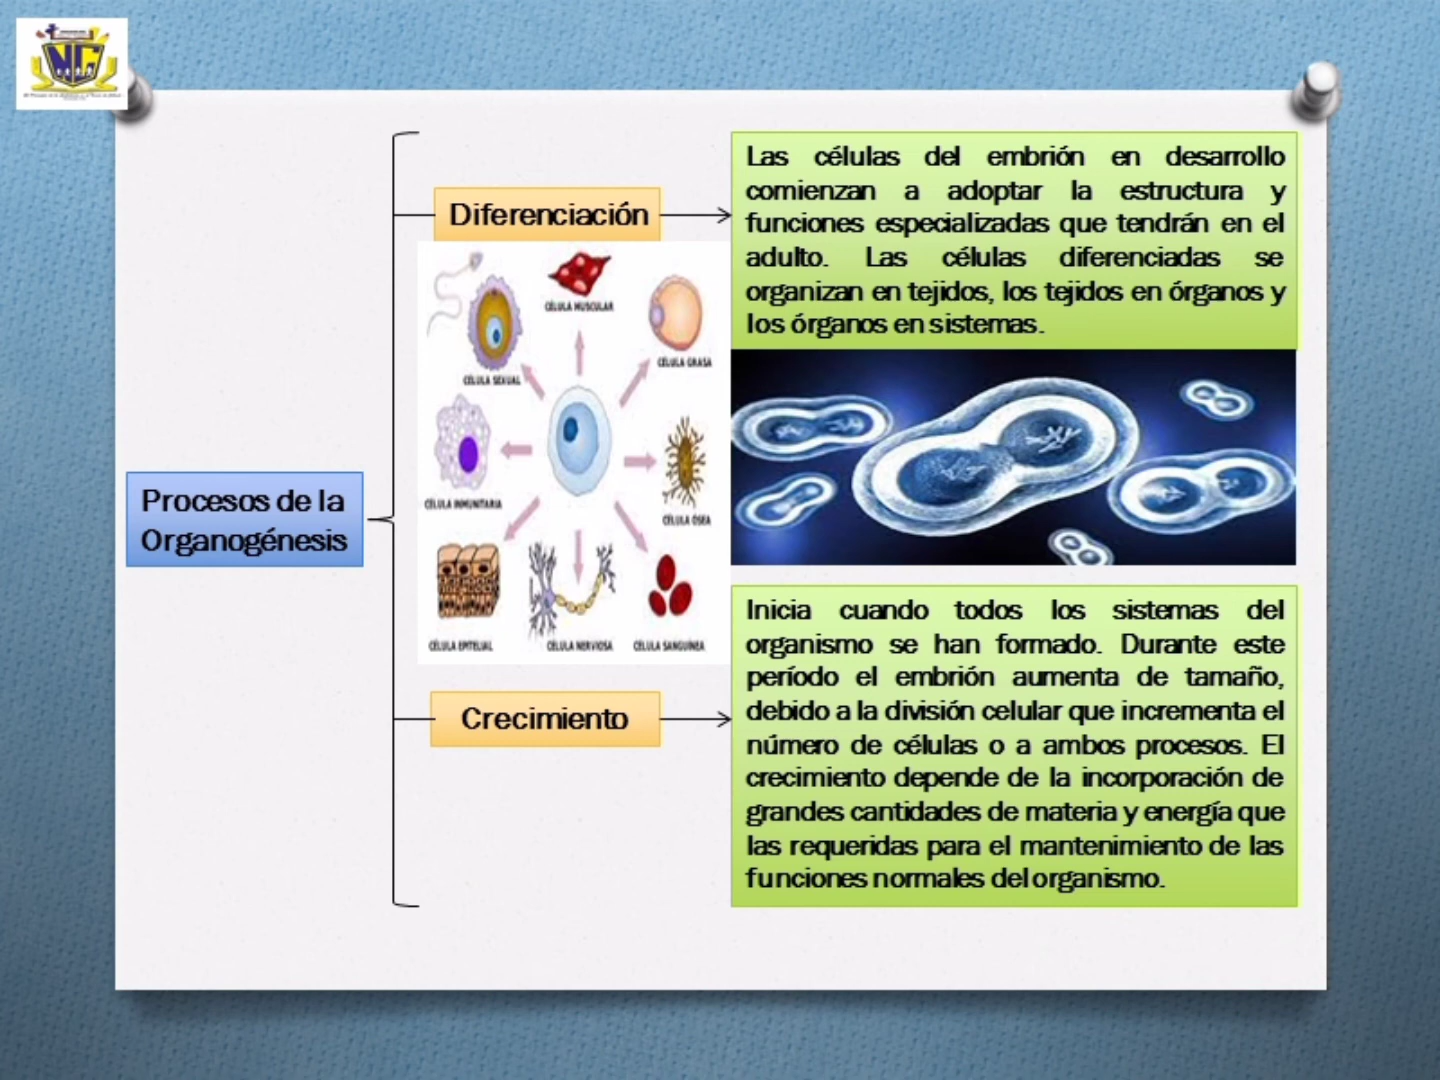 NG
Procesos de la
Organogénesis
Diferenciación
Las células del embrión en desarrollo
comienzan a adoptar la estructura y
funciones especializadas que tendrán en el
adulto. Las células diferenciadas se
organizan en tejidos, los tejidos en órganos y
los órganos en sistemas.
CÉLULA MUSCULAR
CÉLULA GRASA
CÉLULA SEXUAL
CÉLULA INMUNITARIA
CÉLULA ÓSEA
CÉLULA EPITELIAL
CÉLULA NERVIOSA
CÉLULA SANGUÍNEA
Crecimiento
Inicia cuando todos los sistemas del
organismo se han formado. Durante este
período el embrión aumenta de tamaño,
debido a la división celular que incrementa el
número de células o a ambos procesos. El
crecimiento depende de la incorporación de
grandes cantidades de materia y energía que
las requeridas para el mantenimiento de las
funciones normales del organismo.